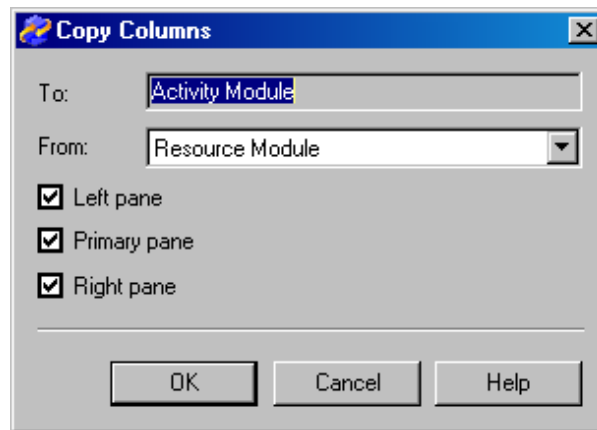 Copy Columns
To: Activity Module
From: Resource Module
Left pane
Primary pane
Right pane
OK Cancel Help